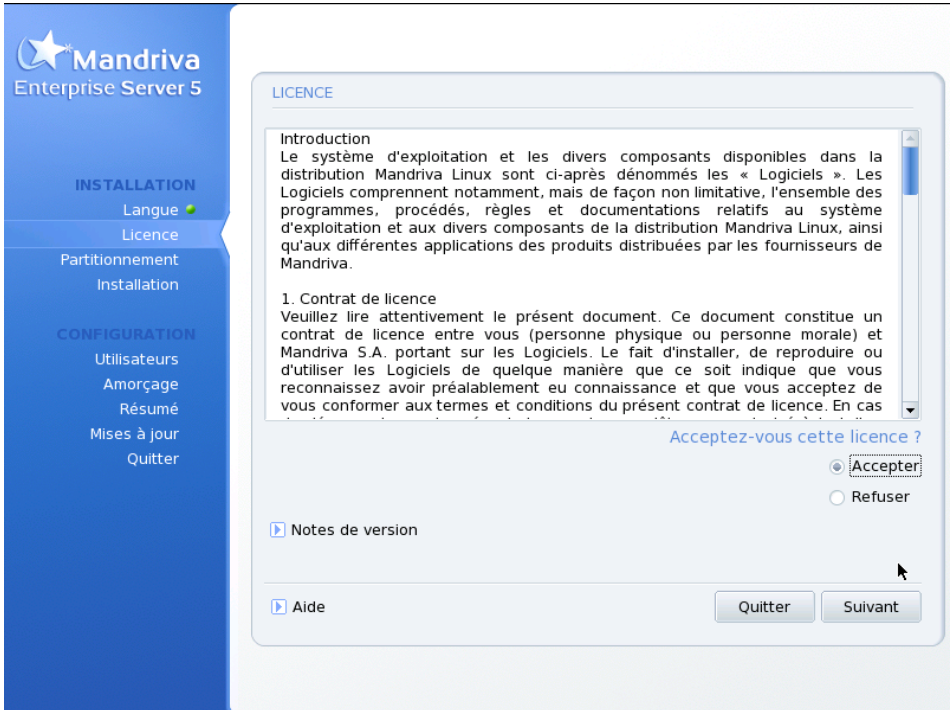 Mandriva
Enterprise Server 5
INSTALLATION
Langue
Licence
Partitionnement
Installation
CONFIGURATION
Utilisateurs
Amorçage
Résumé
Mises à jour
Quitter
LICENCE
Introduction
Le système d'exploitation et les divers composants disponibles dans la
distribution Mandriva Linux sont ci-après dénommés les « Logiciels ». Les
Logiciels comprennent notamment, mais de façon non limitative, l'ensemble des
programmes, procédés, règles et documentations relatifs au système
d'exploitation et aux divers composants de la distribution Mandriva Linux, ainsi
qu'aux différentes applications des produits distribuées par les fournisseurs de
Mandriva.
1. Contrat de licence
Veuillez lire attentivement le présent document. Ce document constitue un
contrat de licence entre vous (personne physique ou personne morale) et
Mandriva S.A. portant sur les Logiciels. Le fait d'installer, de reproduire ou
d'utiliser les Logiciels de quelque manière que ce soit indique que vous
reconnaissez avoir préalablement eu connaissance et que vous acceptez de
vous conformer aux termes et conditions du présent contrat de licence. En cas
Acceptez-vous cette licence ?
Accepter
Refuser
Notes de version
Aide
Quitter
Suivant